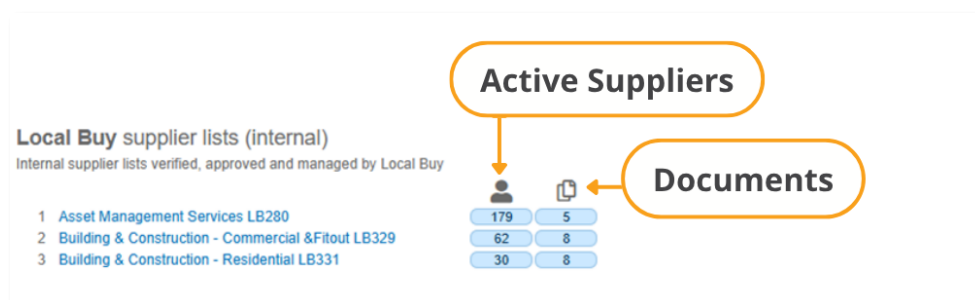 Active Suppliers
Local Buy supplier lists (internal)
Internal supplier lists verified, approved and managed by Local Buy
Documents
1 Asset Management Services LB280 179 5
2 Building & Construction - Commercial &Fitout LB329 62 8
3 Building & Construction - Residential LB331 30 8